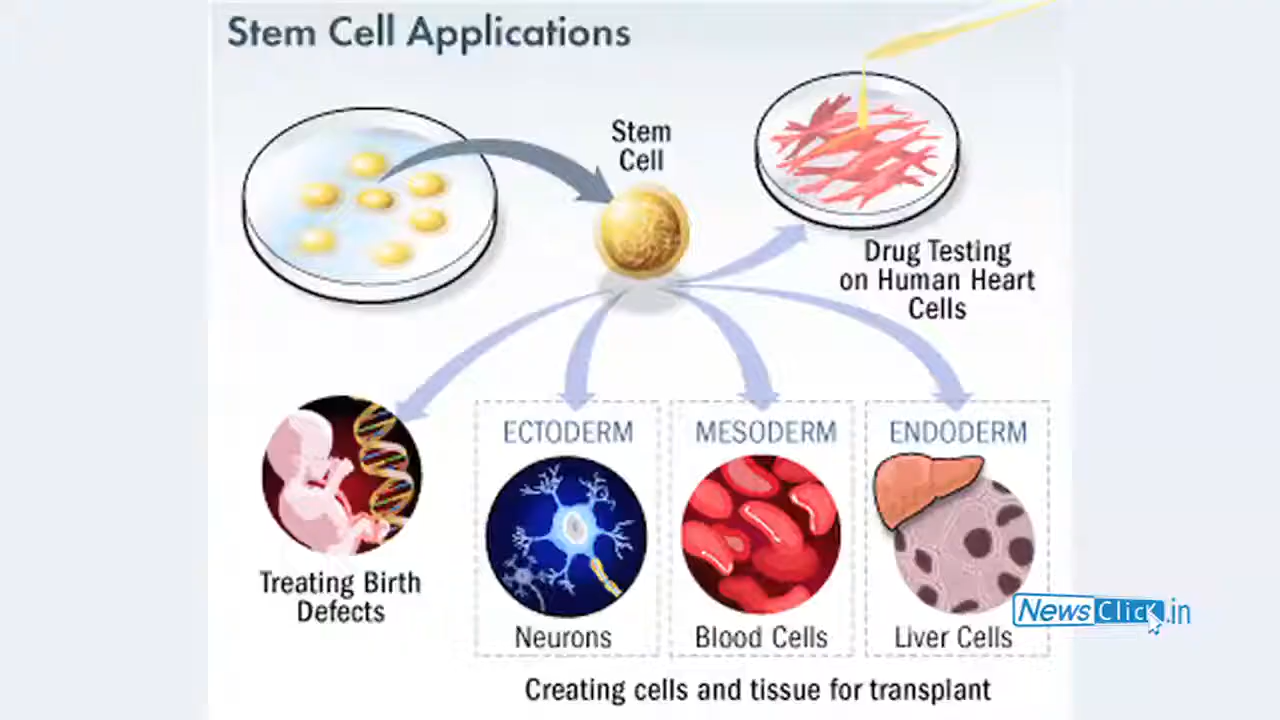 Stem Cell Applications
Stem
Cell
Drug Testing
on Human Heart
Cells
Treating Birth
Defects
ECTODERM
Neurons
MESODERM
Blood Cells
ENDODERM
Liver Cells
NewsClick.in
Creating cells and tissue for transplant